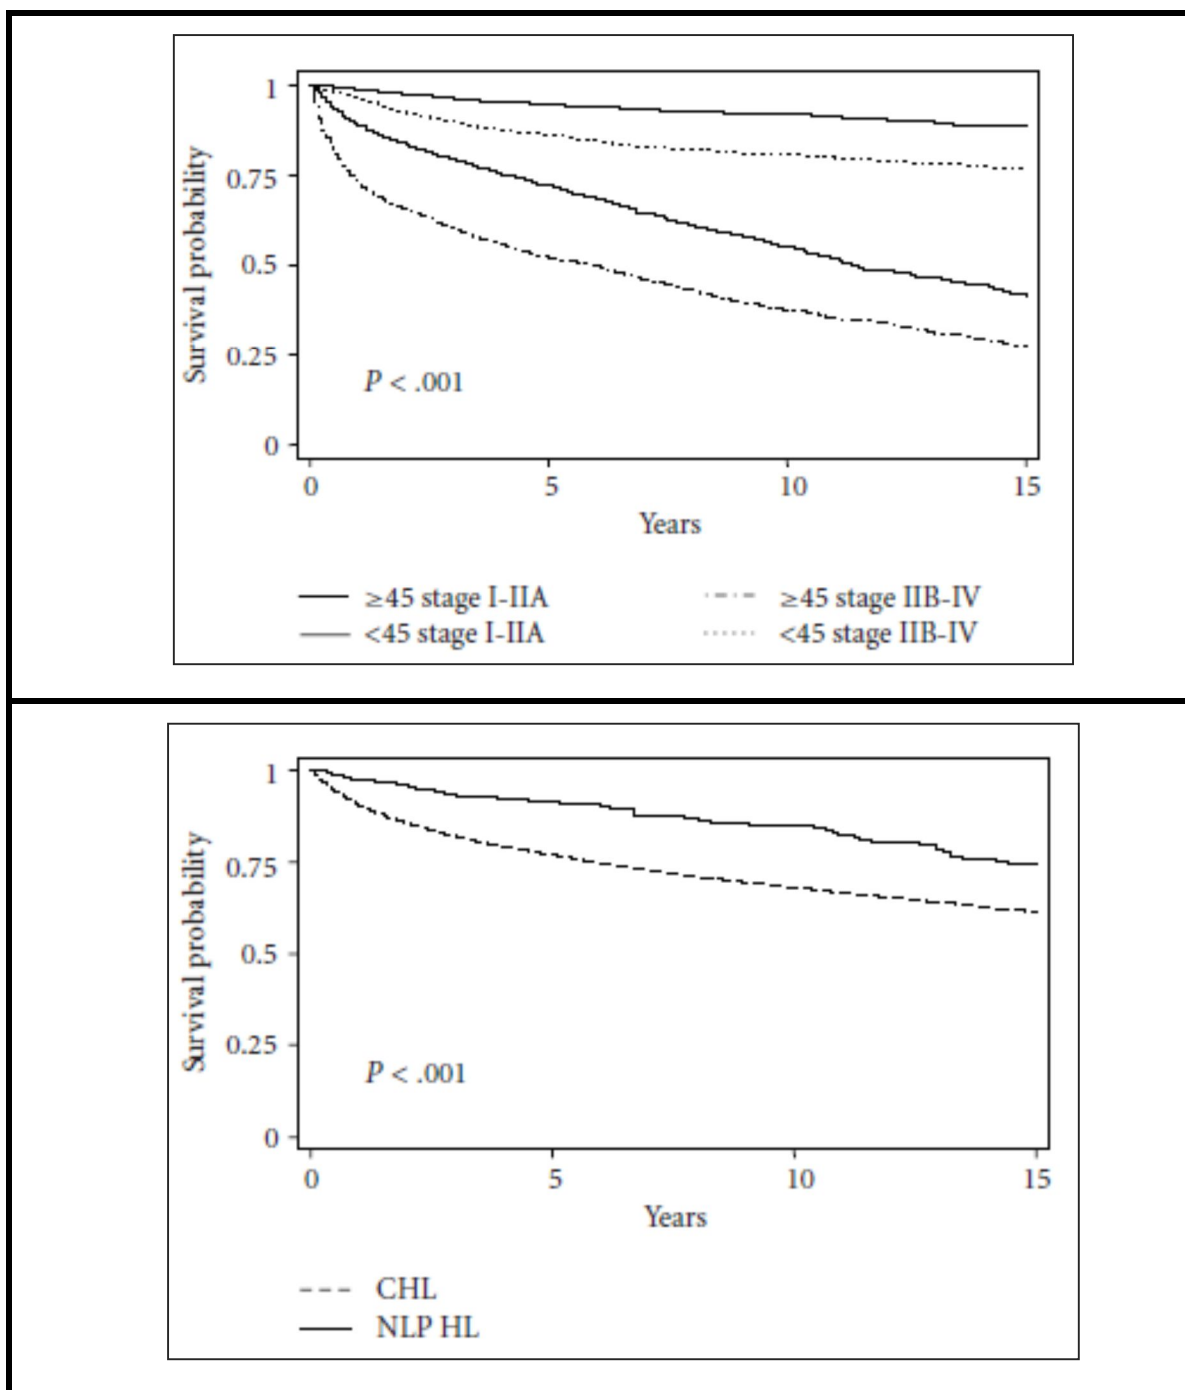 Survival probability
1
0.75
0.5
0.25
0
P < .001
0 5 10 15
Years
≥45 stage I-IIA ≥45 stage IIB-IV
<45 stage I-IIA <45 stage IIB-IV
Survival probability
1
0.75
0.5
0.25
0
P < .001
0 5 10 15
Years
CHL
NLP HL